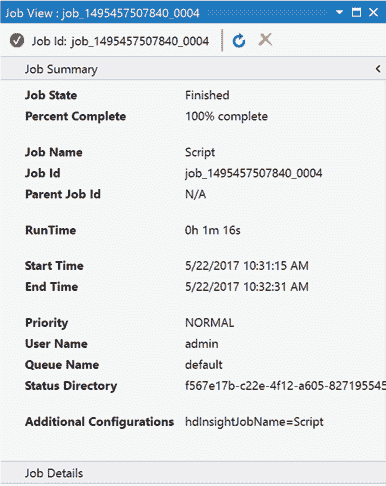 Job View : job_1495457507840_0004
Job Id: job_1495457507840_0004
Job Summary
Job State Finished
Percent Complete 100% complete
Job Name Script
Job Id job_1495457507840_0004
Parent Job Id N/A
RunTime 0h 1m 16s
Start Time 5/22/2017 10:31:15 AM
End Time 5/22/2017 10:32:31 AM
Priority NORMAL
User Name admin
Queue Name default
Status Directory f567e17b-c22e-4f12-a605-827195545
Additional Configurations hdInsightJobName=Script
Job Details